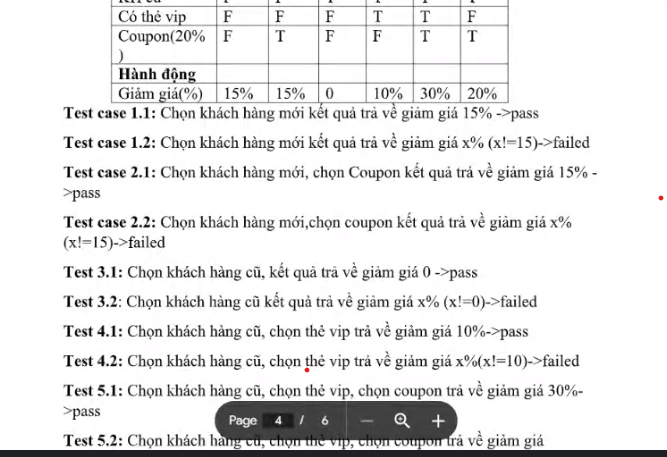 Có thẻ vip F F F T T F
Coupon(20% F T F F T T
)
Hành động
Giảm giá(%) 15% 15% 0 10% 30% 20%
Test case 1.1: Chọn khách hàng mới kết quả trả về giảm giá 15% ->pass
Test case 1.2: Chọn khách hàng mới kết quả trả về giảm giá x% (x!=15)->failed
Test case 2.1: Chọn khách hàng mới, chọn Coupon kết quả trả về giảm giá 15% -
>pass
Test case 2.2: Chọn khách hàng mới,chọn coupon kết quả trả về giảm giá x%
(x!=15)->failed
Test 3.1: Chọn khách hàng cũ, kết quả trả về giảm giá 0 ->pass
Test 3.2: Chọn khách hàng cũ kết quả trả về giảm giá x% (x!=0)->failed
Test 4.1: Chọn khách hàng cũ, chọn thẻ vip trả về giảm giá 10%->pass
Test 4.2: Chọn khách hàng cũ, chọn thẻ vip trả về giảm giá x%(x!=10)->failed
Test 5.1: Chọn khách hàng cũ, chọn thẻ vip, chọn coupon trả về giảm giá 30%-
>pass
Page 4 / 6
Test 5.2: Chọn khách hàng cũ, chọn thẻ vip, chọn coupon trả về giảm giá